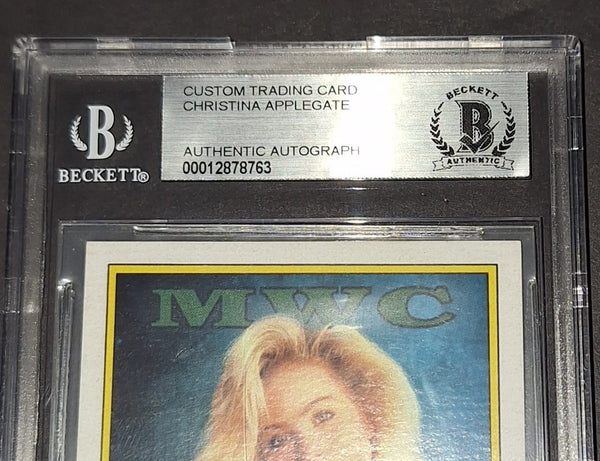 CUSTOM TRADING CARD
CHRISTINA APPLEGATE
AUTHENTIC AUTOGRAPH
00012878763
B
BECKETT®
BECKETT
B
AUTHENTIC
MWC